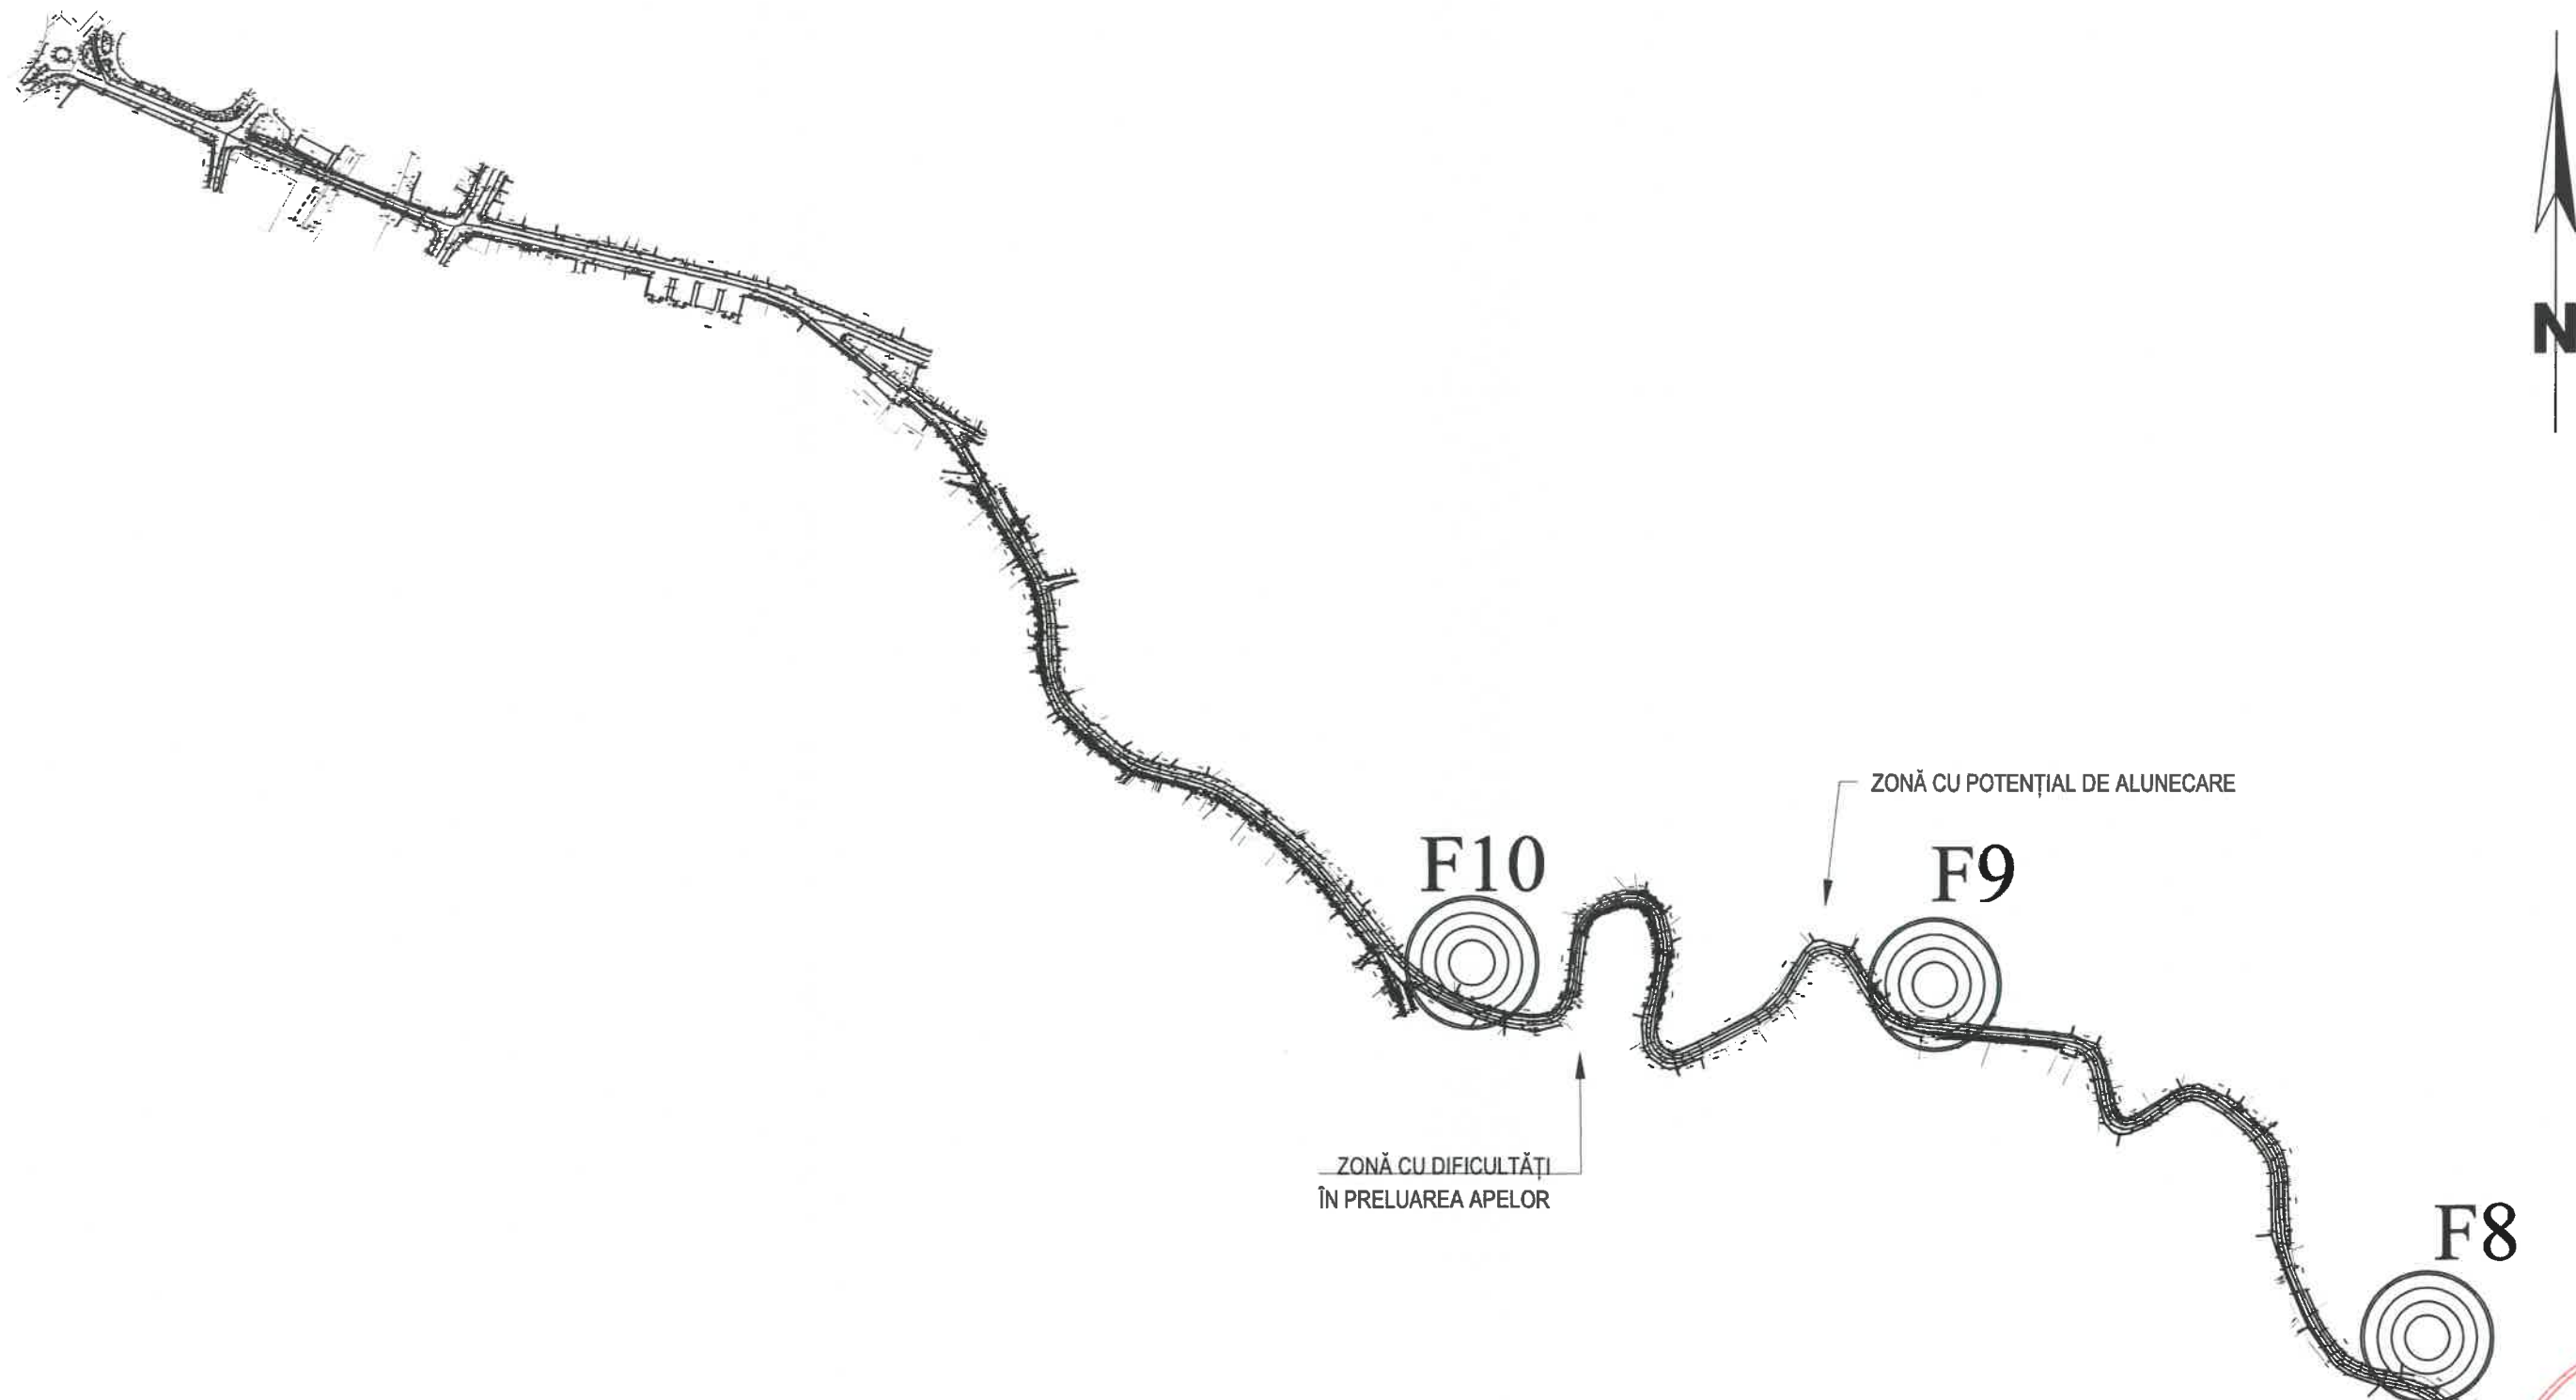 N
ZONĂ CU POTENȚIAL DE ALUNECARE
F10
F9
ZONĂ CU DIFICULTĂȚI
ÎN PRELUAREA APELOR
F8